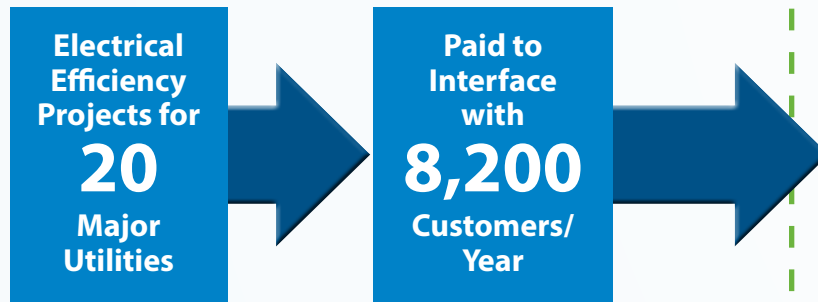 Electrical
Efficiency
Projects for
20
Major
Utilities
Paid to
Interface
with
8,200
Customers/
Year